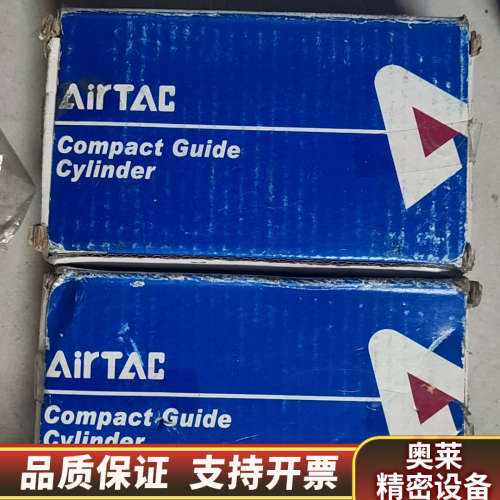 AirTAC
Compact Guide
Cylinder
AirTAC
Compact Guide
Cylinder
品质保证 支持开票
奥莱
精密设备